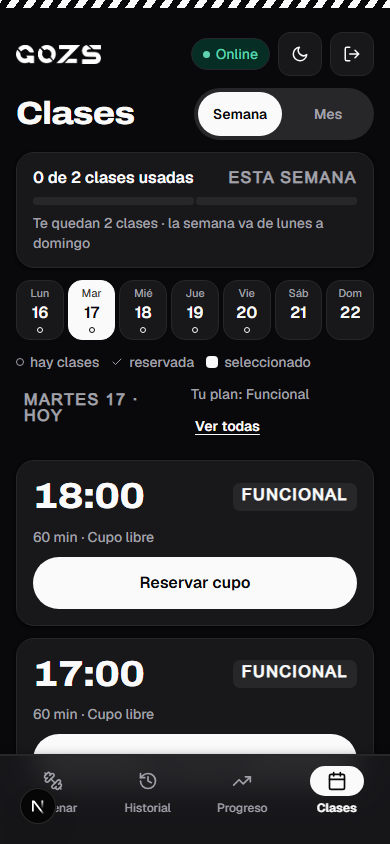 GOZS
Online
Clases
Semana
Mes
0 de 2 clases usadas
ESTA SEMANA
Te quedan 2 clases · la semana va de lunes a
domingo
Lun
Mar
Mié
Jue
Vie
Sáb
Dom
16
17
18
19
20
21
22
hay clases
reservada
seleccionado
MARTES 17 ·
HOY
Tu plan: Funcional
Ver todas
18:00
FUNCIONAL
60 min · Cupo libre
Reservar cupo
17:00
FUNCIONAL
60 min · Cupo libre
N
enar
Historial
Progreso
Clases